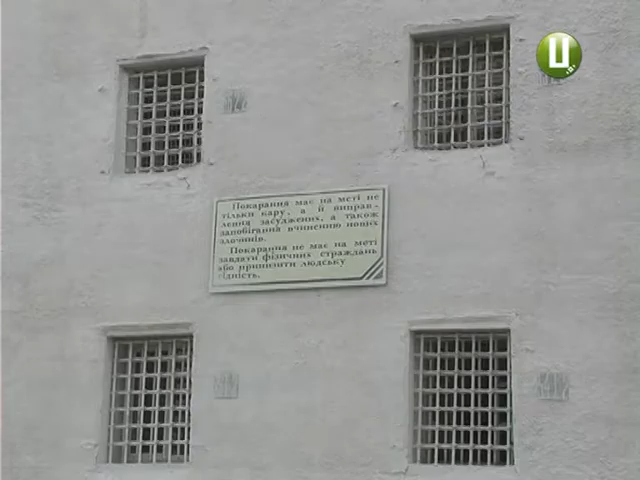 Ц
Покарання має на меті не
тільки кару, а й виправ-
лення засуджених, а також
запобігання вчиненню нових
злочинів.
Покарання не має на меті
завдати фізичних страждань
або принизити людську
гідність.